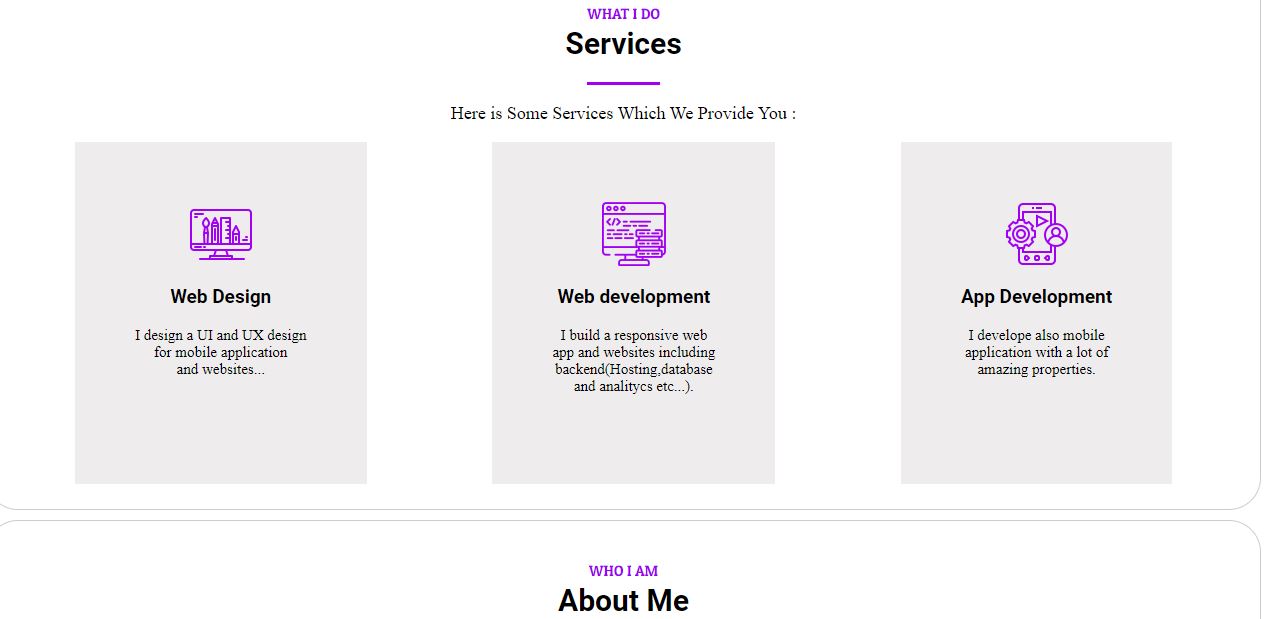 WHAT I DO
Services
Here is Some Services Which We Provide You :
Web Design
I design a UI and UX design
for mobile application
and websites...
Web development
I build a responsive web
app and websites including
backend(Hosting,database
and analitycs etc...).
App Development
I develope also mobile
application with a lot of
amazing properties.
WHO I AM
About Me